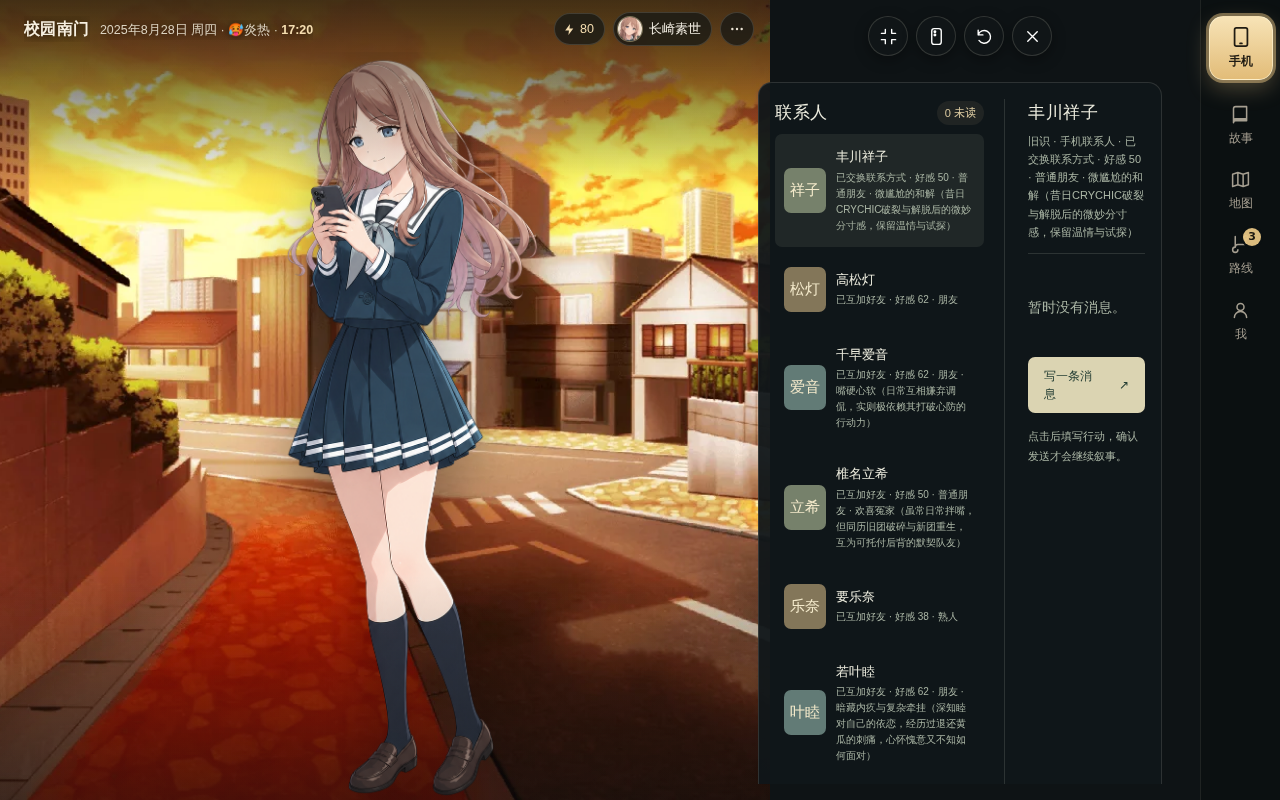 校园南门 2025年8月28日 周四 · 🥵炎热 · 17:20
80
长崎素世
手机
故事
地图
3
路线
我
联系人
0 未读
祥子
丰川祥子
已交换联系方式 · 好感 50 · 普
通朋友 · 微尴尬的和解（昔日
CRYCHIC破裂与解脱后的微妙
分寸感，保留温情与试探）
松灯
高松灯
已互加好友 · 好感 62 · 朋友
爱音
千早爱音
已互加好友 · 好感 62 · 朋友 ·
嘴硬心软（日常互相嫌弃调
侃，实则极依赖其打破心防的
行动力）
立希
椎名立希
已互加好友 · 好感 50 · 普通朋
友 · 欢喜冤家（虽常日常拌嘴，
但同历旧团破碎与新团重生，
互为可托付后背的默契队友）
乐奈
要乐奈
已互加好友 · 好感 38 · 熟人
叶睦
若叶睦
已互加好友 · 好感 62 · 朋友 ·
暗藏内疚与复杂牵挂（深知睦
对自己的依恋，经历过退还黄
瓜的刺痛，心怀愧意又不知如
何面对）
丰川祥子
旧识 · 手机联系人 · 已
交换联系方式 · 好感 50
· 普通朋友 · 微尴尬的和
解（昔日CRYCHIC破裂
与解脱后的微妙分寸
感，保留温情与试探）
暂时没有消息。
写一条消
息 ↗
点击后填写行动，确认
发送才会继续叙事。